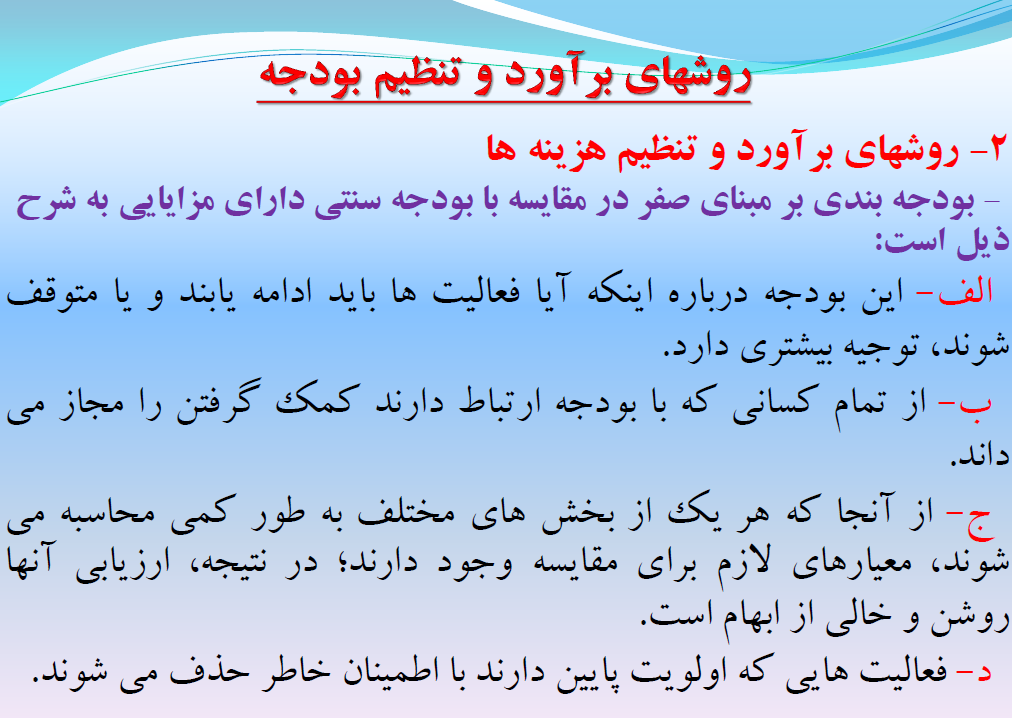 روشهای برآورد و تنظیم بودجه
۲- روشهای برآورد و تنظیم هزینه ها
- بودجه بندی بر مبنای صفر در مقایسه با بودجه سنتی دارای مزایایی به شرح
ذیل است:
الف- این بودجه درباره اینکه آیا فعالیت ها باید ادامه یابند و یا متوقف
شوند، توجیه بیشتری دارد.
ب- از تمام کسانی که با بودجه ارتباط دارند کمک گرفتن را مجاز می
داند.
ج- از آنجا که هر یک از بخش های مختلف به طور کمی محاسبه می
شوند، معیارهای لازم برای مقایسه وجود دارند؛ در نتیجه، ارزیابی آنها
روشن و خالی از ابهام است.
د- فعالیت هایی که اولویت پایین دارند با اطمینان خاطر حذف می شوند.